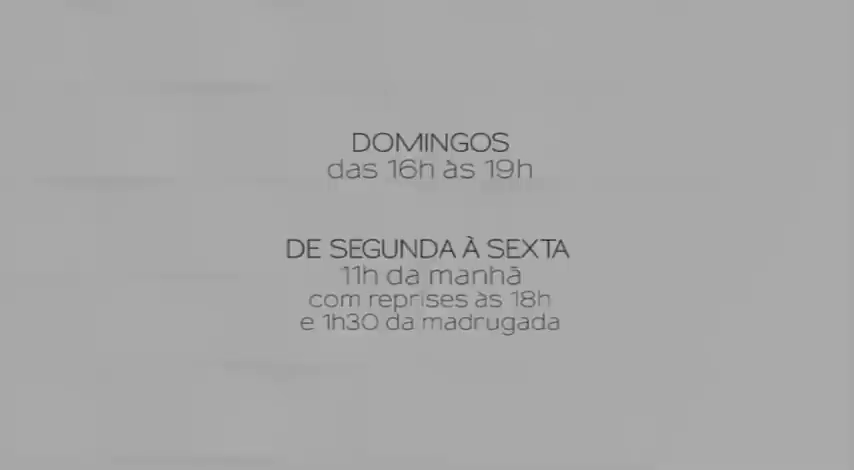 DOMINGOS
das 16h às 19h
DE SEGUNDA À SEXTA
11h da manhã
com reprises às 18h
e 1h30 da madrugada